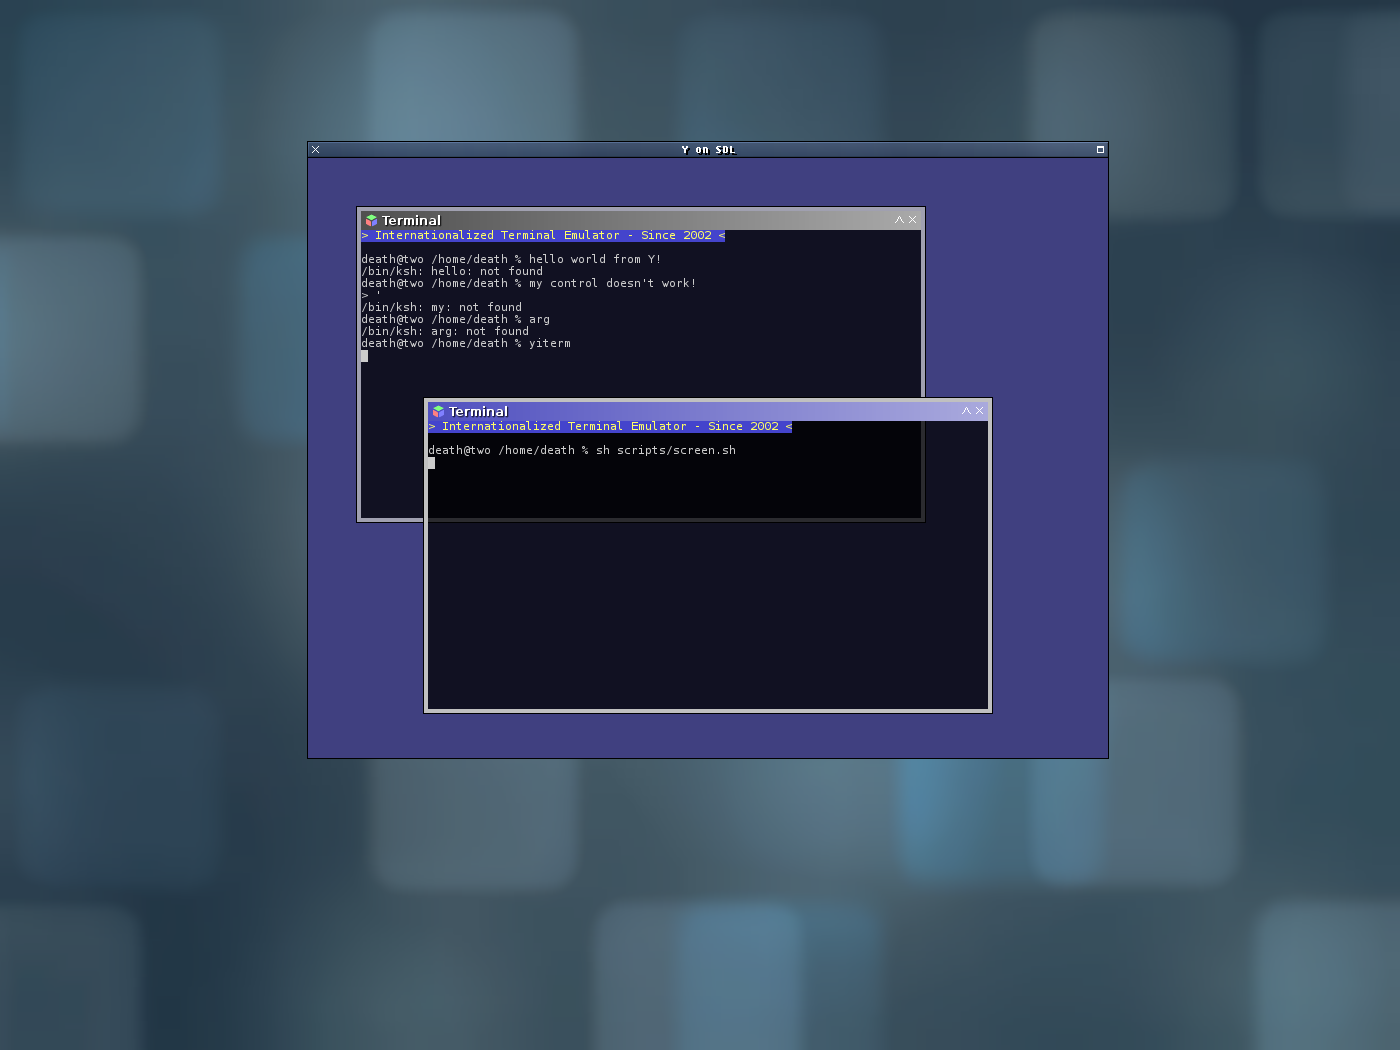 Y on SDL
Terminal
> Internationalized Terminal Emulator - Since 2002 <
death@two /home/death % hello world from Y!
/bin/ksh: hello: not found
death@two /home/death % my control doesn't work!
> '
/bin/ksh: my: not found
death@two /home/death % arg
/bin/ksh: arg: not found
death@two /home/death % yiterm
Terminal
> Internationalized Terminal Emulator - Since 2002 <
death@two /home/death % sh scripts/screen.sh